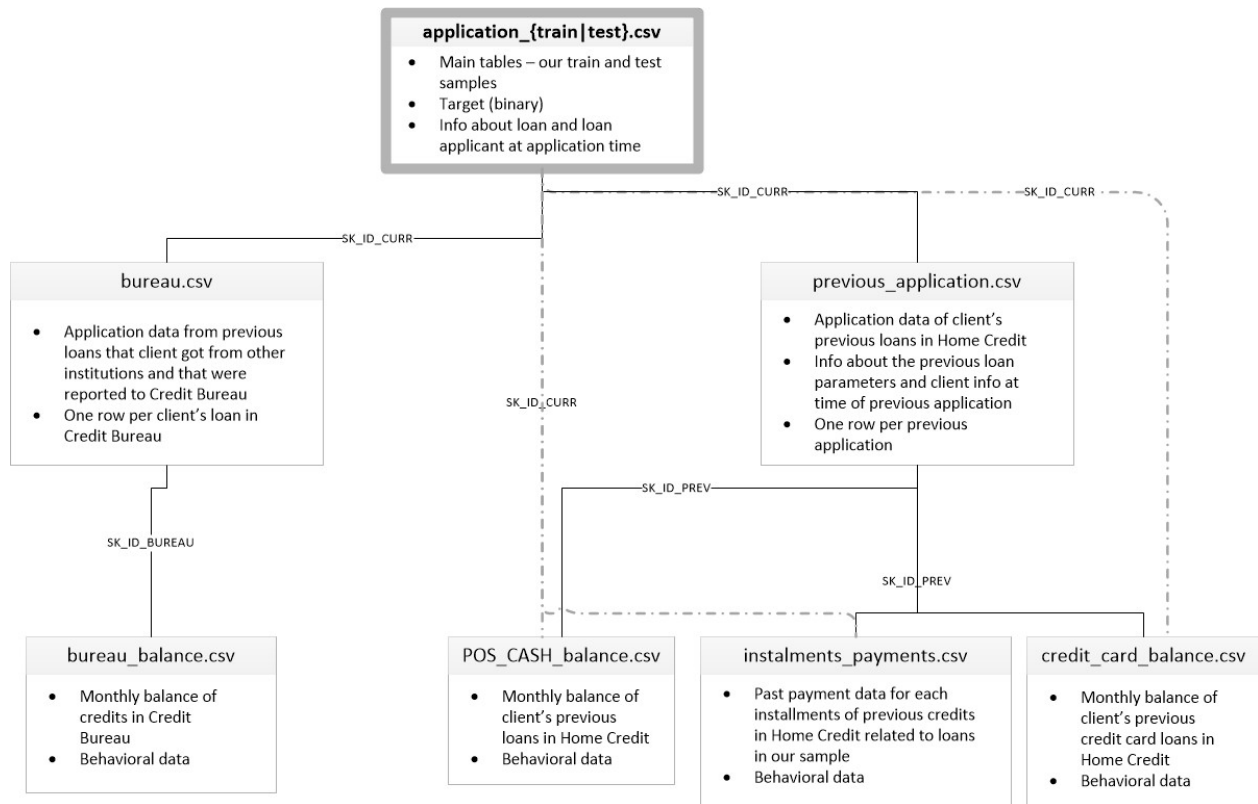 application_{train|test}.csv
• Main tables – our train and test
samples
• Target (binary)
• Info about loan and loan
applicant at application time
SK_ID_CURR
SK_ID_CURR
SK_ID_CURR
bureau.csv
• Application data from previous
loans that client got from other
institutions and that were
reported to Credit Bureau
• One row per client's loan in
Credit Bureau
SK_ID_CURR
previous_application.csv
• Application data of client's
previous loans in Home Credit
• Info about the previous loan
parameters and client info at
time of previous application
• One row per previous
application
SK_ID_PREV
SK_ID_BUREAU
SK_ID_PREV
bureau_balance.csv
• Monthly balance of
credits in Credit
Bureau
• Behavioral data
POS_CASH_balance.csv
• Monthly balance of
client's previous
loans in Home Credit
• Behavioral data
instalments_payments.csv
• Past payment data for each
installments of previous credits
in Home Credit related to loans
in our sample
• Behavioral data
credit_card_balance.csv
• Monthly balance of
client's previous
credit card loans in
Home Credit
• Behavioral data